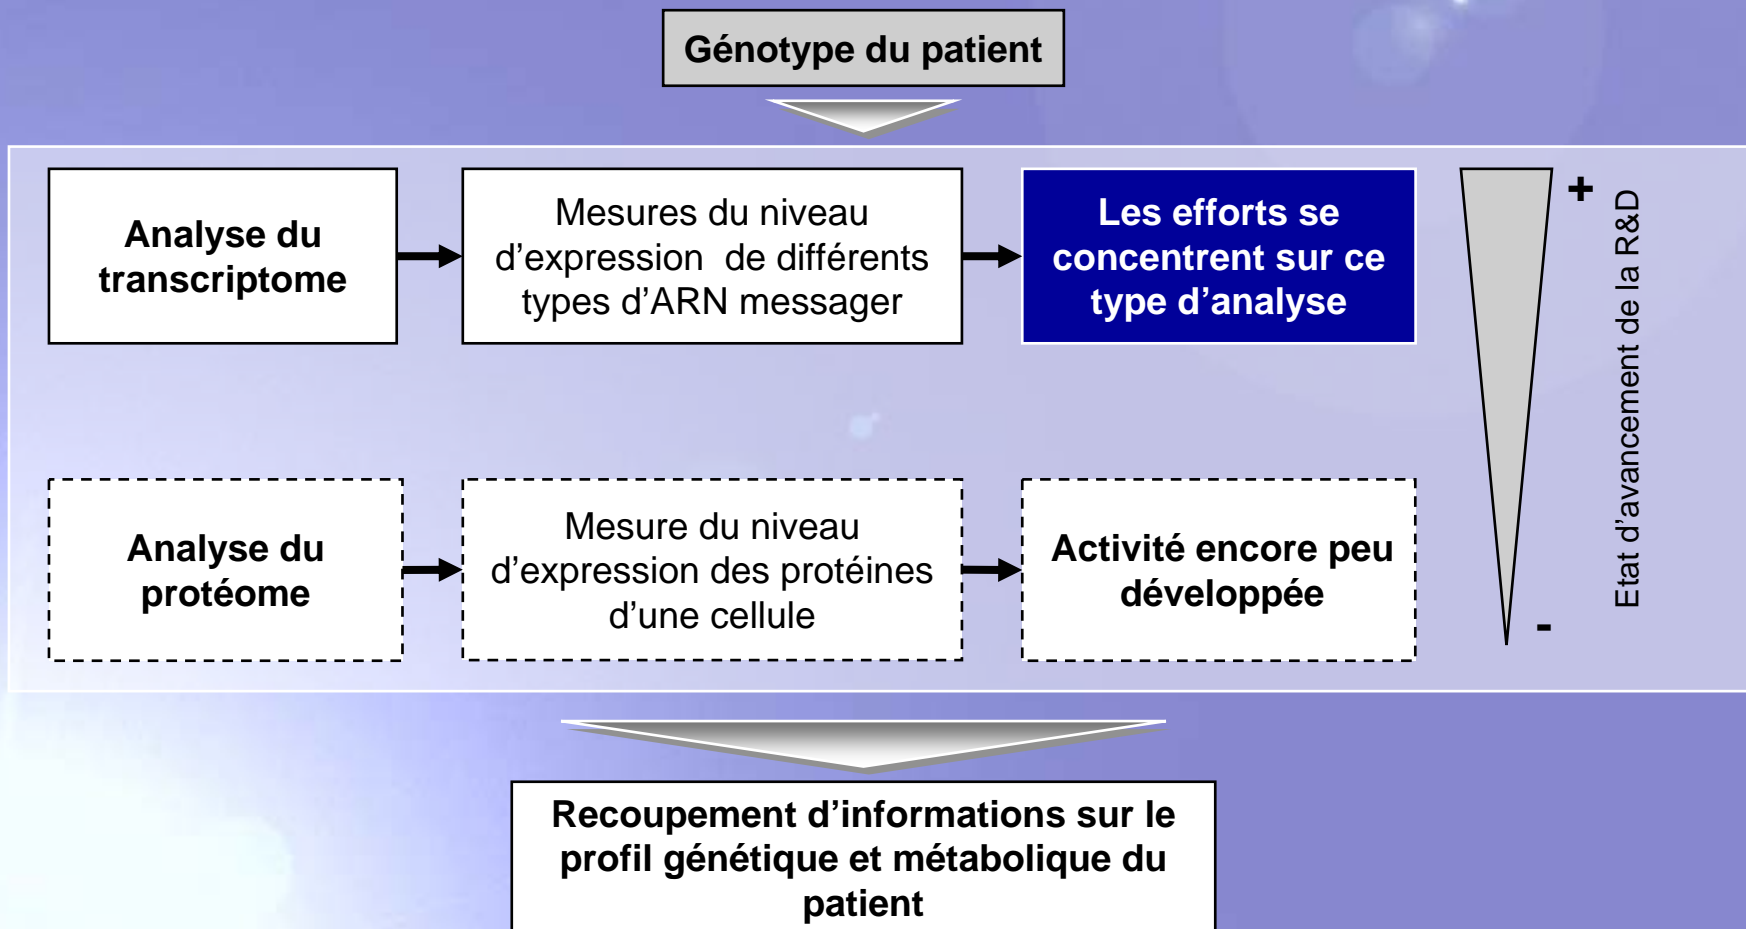 Génotype du patient
Analyse du
transcriptome
Mesures du niveau
d’expression de différents
types d’ARN messager
Les efforts se
concentrent sur ce
type d’analyse
+
Etat d’avancement de la R&D
Analyse du
protéome
Mesure du niveau
d’expression des protéines
d’une cellule
Activité encore peu
développée
-
Recoupement d’informations sur le
profil génétique et métabolique du
patient